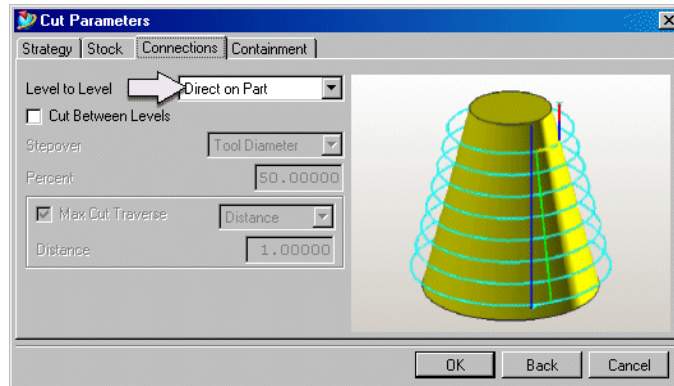 Cut Parameters
Strategy Stock Connections Containment
Level to Level Direct on Part
Cut Between Levels
Stepover Tool Diameter
Percent 50.00000
Max Cut Traverse Distance
Distance 1.00000
OK Back Cancel